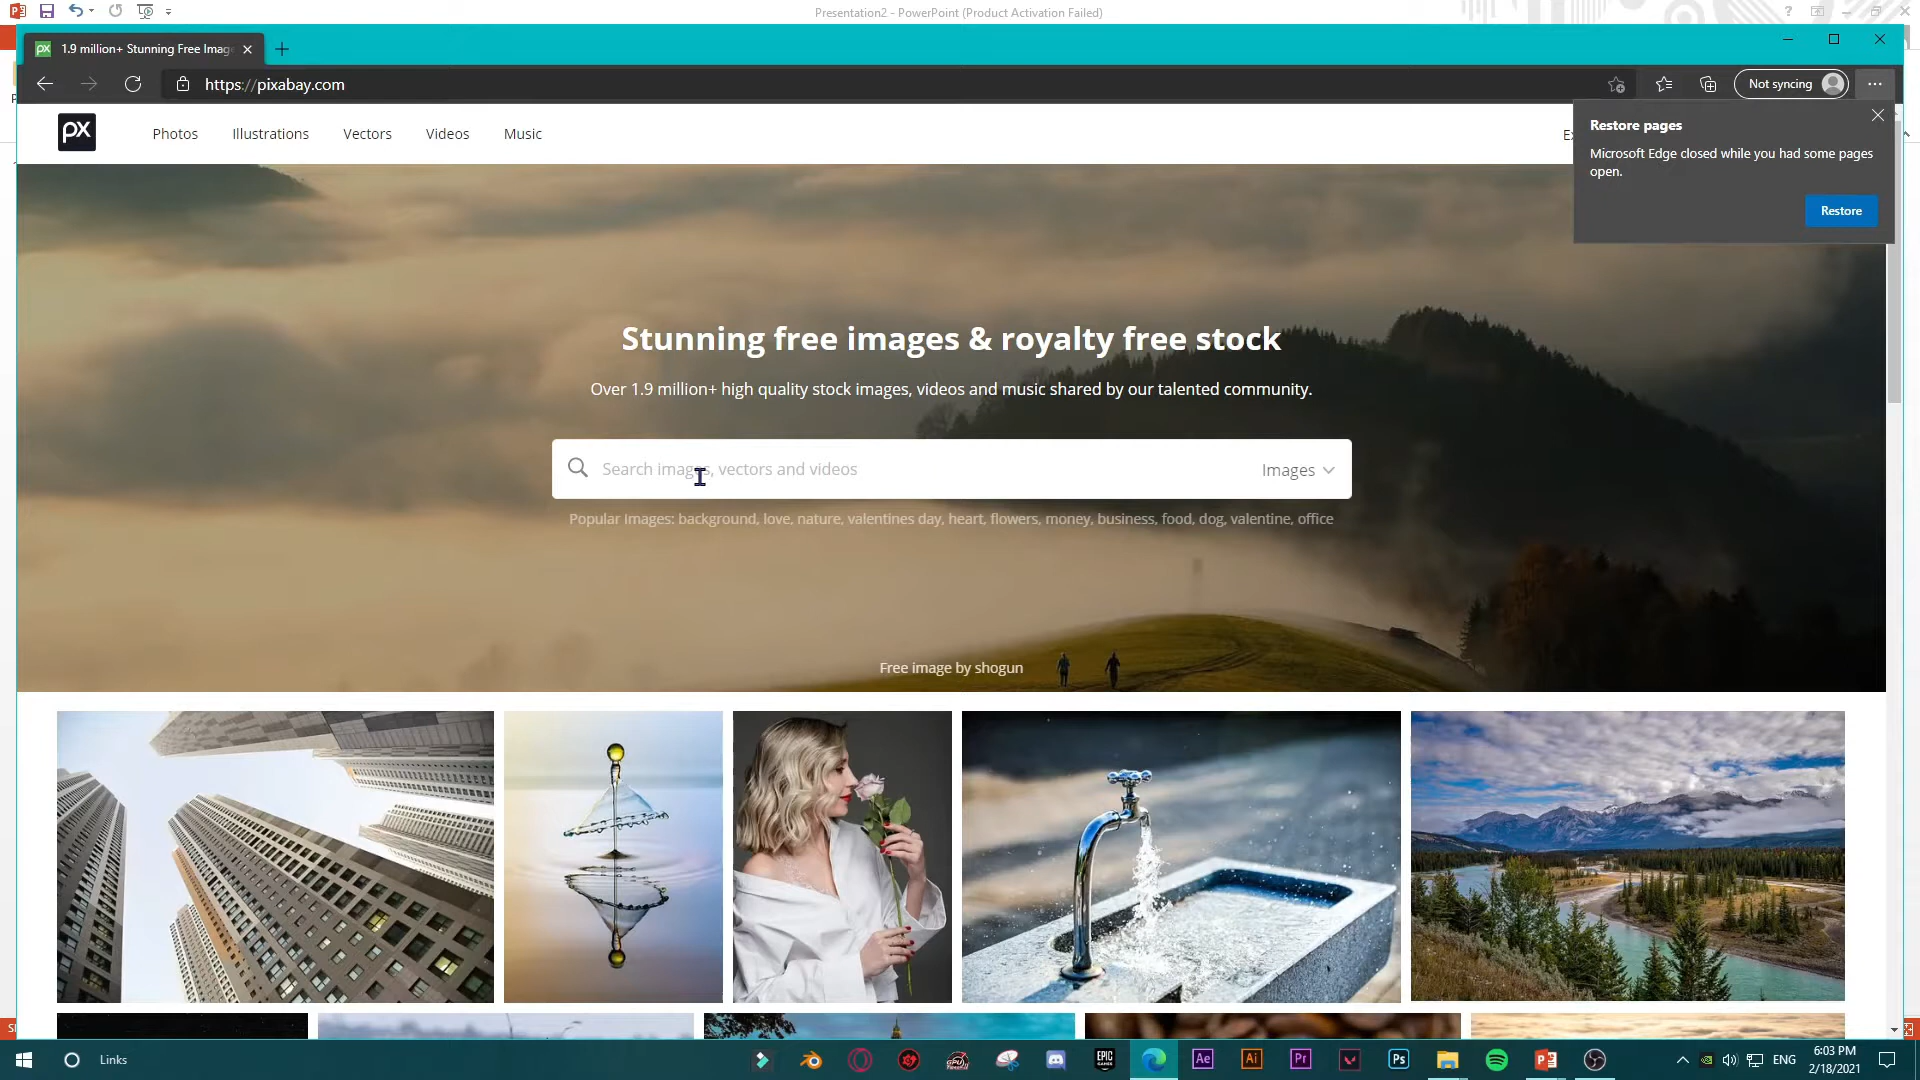 Presentation2 - PowerPoint (Product Activation Failed)
px
1.9 million+ Stunning Free Imag
https://pixabay.com
Not syncing
px
Photos
Illustrations
Vectors
Videos
Music
Restore pages
Microsoft Edge closed while you had some pages
open.
Restore
Stunning free images & royalty free stock
Over 1.9 million+ high quality stock images, videos and music shared by our talented community.
Search images, vectors and videos
Images
Popular Images: background, love, nature, valentines day, heart, flowers, money, business, food, dog, valentine, office
Free image by shogun
Links
EPIC
GAMES
Ae
Ai
Pr
Ps
ENG
6:03 PM
2/18/2021